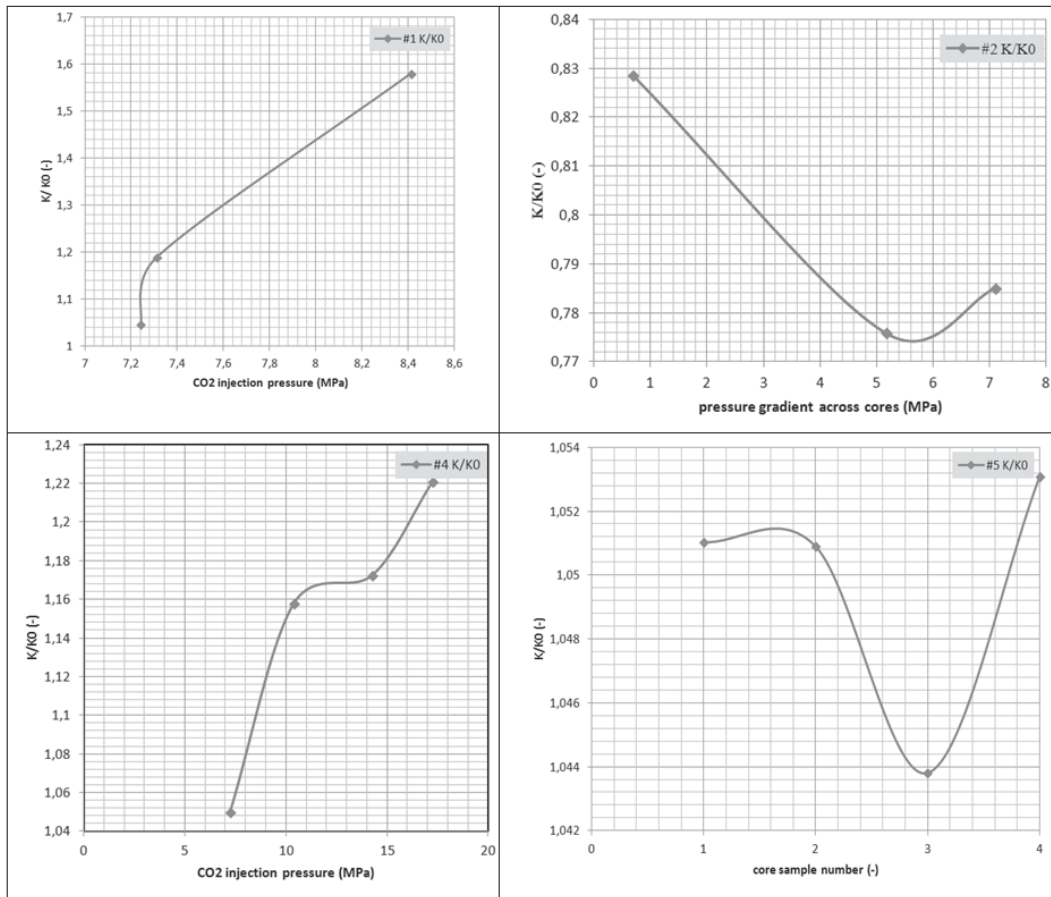 1,7
1,6
1,5
1,4
1,3
1,2
1,1
1
K/ K0 (-)
#1 K/K0
7 7,2 7,4 7,6 7,8 8 8,2 8,4 8,6
CO2 injection pressure (MPa)
0,84
0,83
0,82
0,81
0,8
0,79
0,78
0,77
K/K0 (-)
#2 K/K0
0 1 2 3 4 5 6 7 8
pressure gradient across cores (MPa)
1,24
1,22
1,2
1,18
1,16
1,14
1,12
1,1
1,08
1,06
1,04
K/K0 (-)
#4 K/K0
0 5 10 15 20
CO2 injection pressure (MPa)
1,054
1,052
1,05
1,048
1,046
1,044
1,042
K/K0 (-)
#5 K/K0
0 1 2 3 4
core sample number (-)